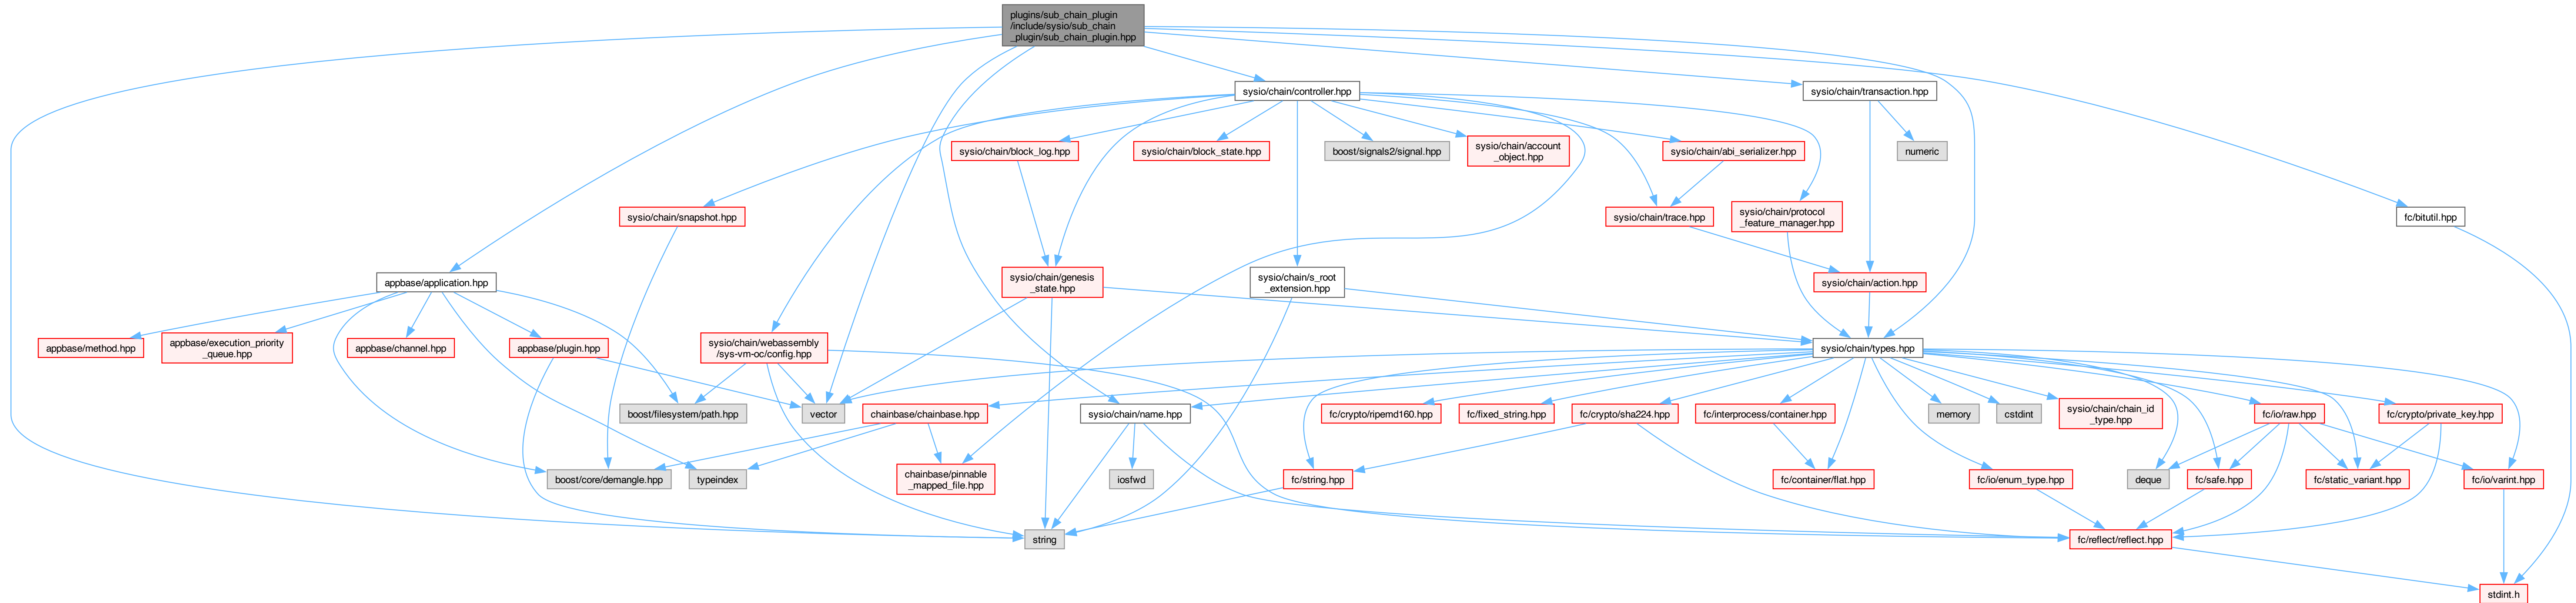 plugins/sub_chain_plugin
/include/sysio/sub_chain
_plugin/sub_chain_plugin.hpp
sysio/chain/controller.hpp
sysio/chain/transaction.hpp
sysio/chain/block_log.hpp
sysio/chain/block_state.hpp
boost/signals2/signal.hpp
sysio/chain/account
_object.hpp
sysio/chain/abi_serializer.hpp
numeric
sysio/chain/snapshot.hpp
sysio/chain/trace.hpp
sysio/chain/protocol
_feature_manager.hpp
fc/bitutil.hpp
appbase/application.hpp
sysio/chain/genesis
_state.hpp
sysio/chain/s_root
_extension.hpp
sysio/chain/action.hpp
appbase/method.hpp
appbase/execution_priority
_queue.hpp
appbase/channel.hpp
appbase/plugin.hpp
sysio/chain/webassembly
/sys-vm-oc/config.hpp
sysio/chain/types.hpp
boost/filesystem/path.hpp
vector
chainbase/chainbase.hpp
sysio/chain/name.hpp
fc/crypto/ripemd160.hpp
fc/fixed_string.hpp
fc/crypto/sha224.hpp
fc/interprocess/container.hpp
memory
cstdint
sysio/chain/chain_id
_type.hpp
fc/io/raw.hpp
fc/crypto/private_key.hpp
boost/core/demangle.hpp
typeindex
chainbase/pinnable
_mapped_file.hpp
iosfwd
fc/string.hpp
fc/container/flat.hpp
fc/io/enum_type.hpp
deque
fc/safe.hpp
fc/static_variant.hpp
fc/io/varint.hpp
string
fc/reflect/reflect.hpp
stdint.h